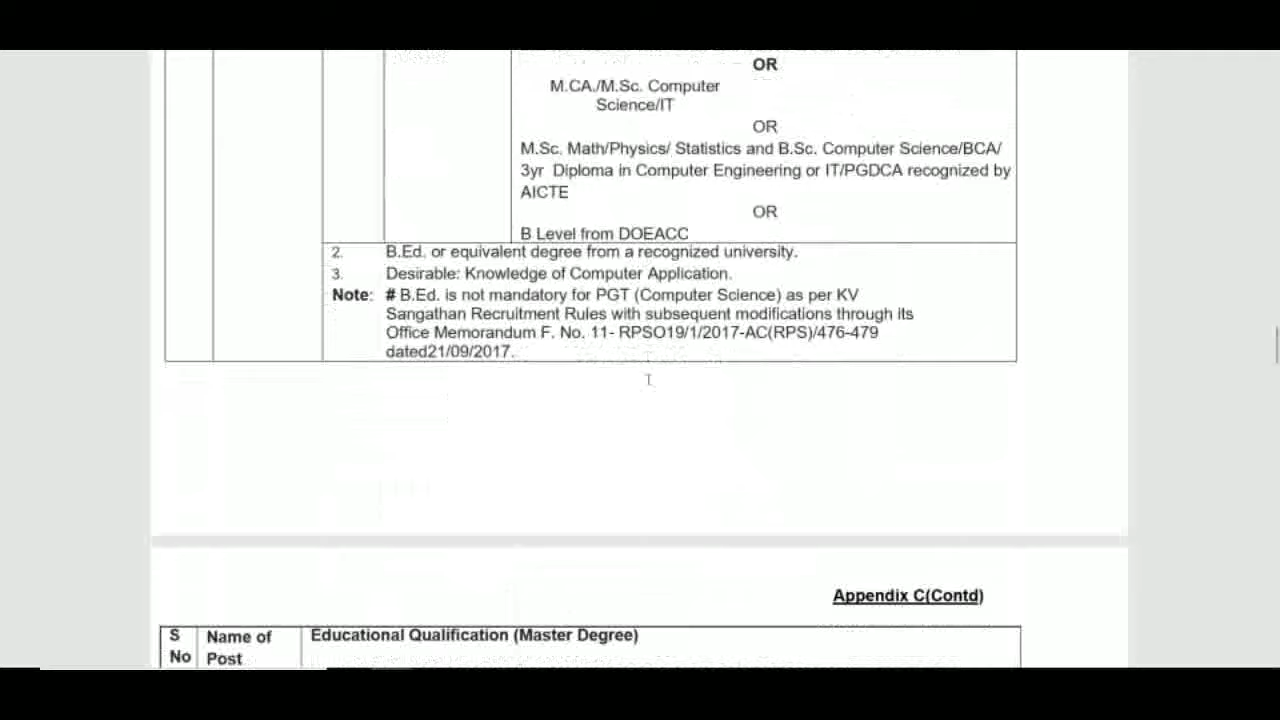 OR
M.CA./M.Sc. Computer
Science/IT
OR
M.Sc. Math/Physics/ Statistics and B.Sc. Computer Science/BCA/
3yr Diploma in Computer Engineering or IT/PGDCA recognized by
AICTE
OR
B Level from DOEACC
2. B.Ed. or equivalent degree from a recognized university.
3. Desirable: Knowledge of Computer Application.
Note: # B.Ed. is not mandatory for PGT (Computer Science) as per KV
Sangathan Recruitment Rules with subsequent modifications through its
Office Memorandum F. No. 11- RPSO19/1/2017-AC(RPS)/476-479
dated21/09/2017.
Appendix C(Contd)
S No
Name of Post
Educational Qualification (Master Degree)